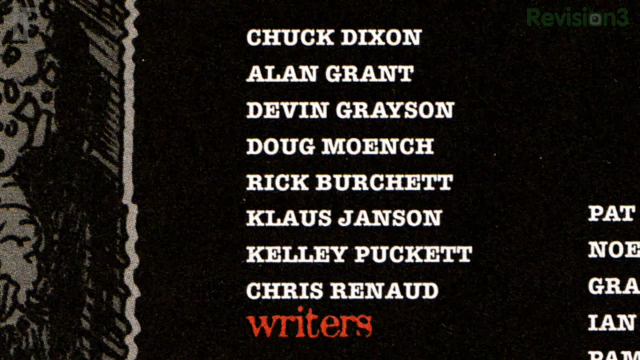 Revision3
CHUCK DIXON
ALAN GRANT
DEVIN GRAYSON
DOUG MOENCH
RICK BURCHETT
KLAUS JANSON
KELLEY PUCKETT
CHRIS RENAUD
writers
PAT
NOE
GRA
IAN
PAM